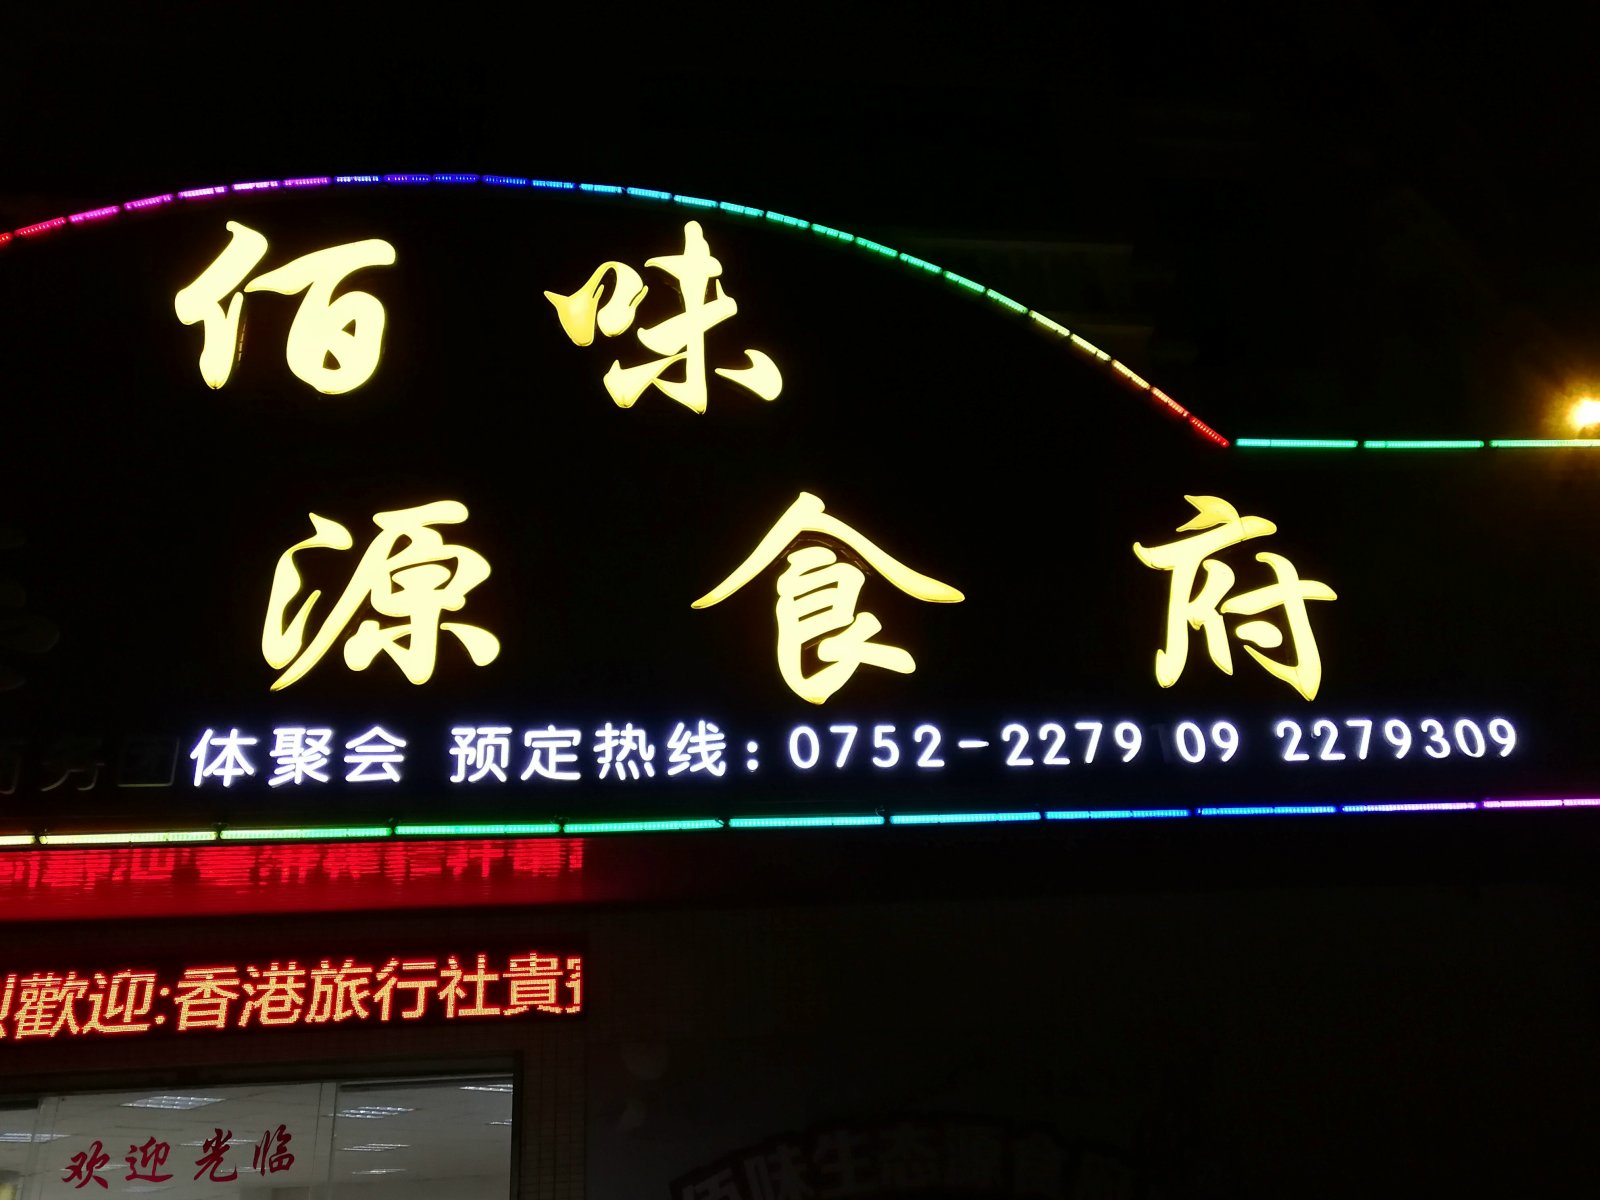 佰味
源食府
体聚会 预定热线:0752-2279 09 2279309
歡迎:香港旅行社貴
欢迎光临